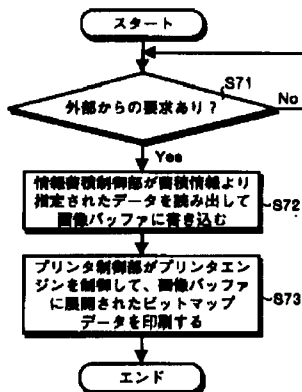 スタート
S71
外部からの要求あり?
No
Yes
情報蓄積制御部が蓄積情報より
指定されたデータを読み出して
画像バッファに書き込む
S72
プリンタ制御部がプリンタエン
ジンを制御して、画像バッファ
に展開されたビットマップ
データを印刷する
S73
エンド